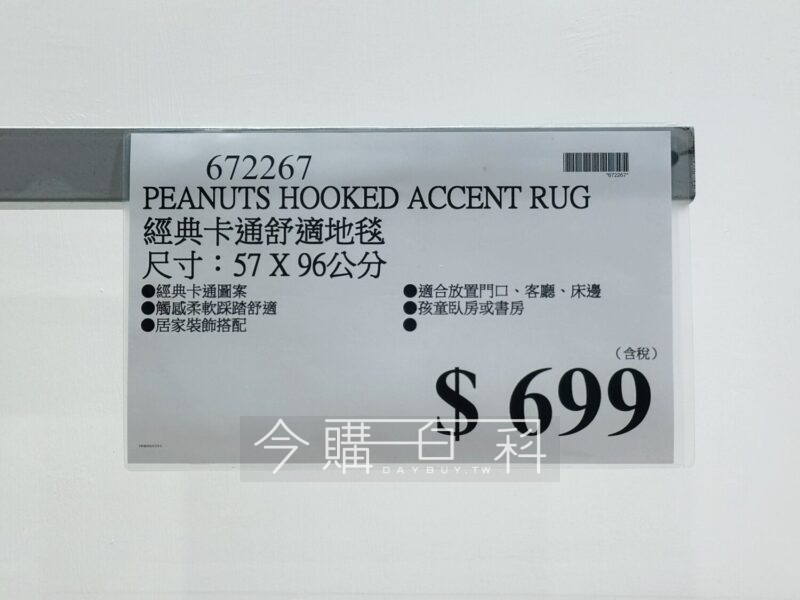 672267
*672267*
PEANUTS HOOKED ACCENT RUG
經典卡通舒適地毯
尺寸：57 X 96公分
●經典卡通圖案
●觸感柔軟踩踏舒適
●居家裝飾搭配
●適合放置門口、客廳、床邊
●孩童臥房或書房
●
（含稅）
$ 699
今購百科
DAYBUY.TW